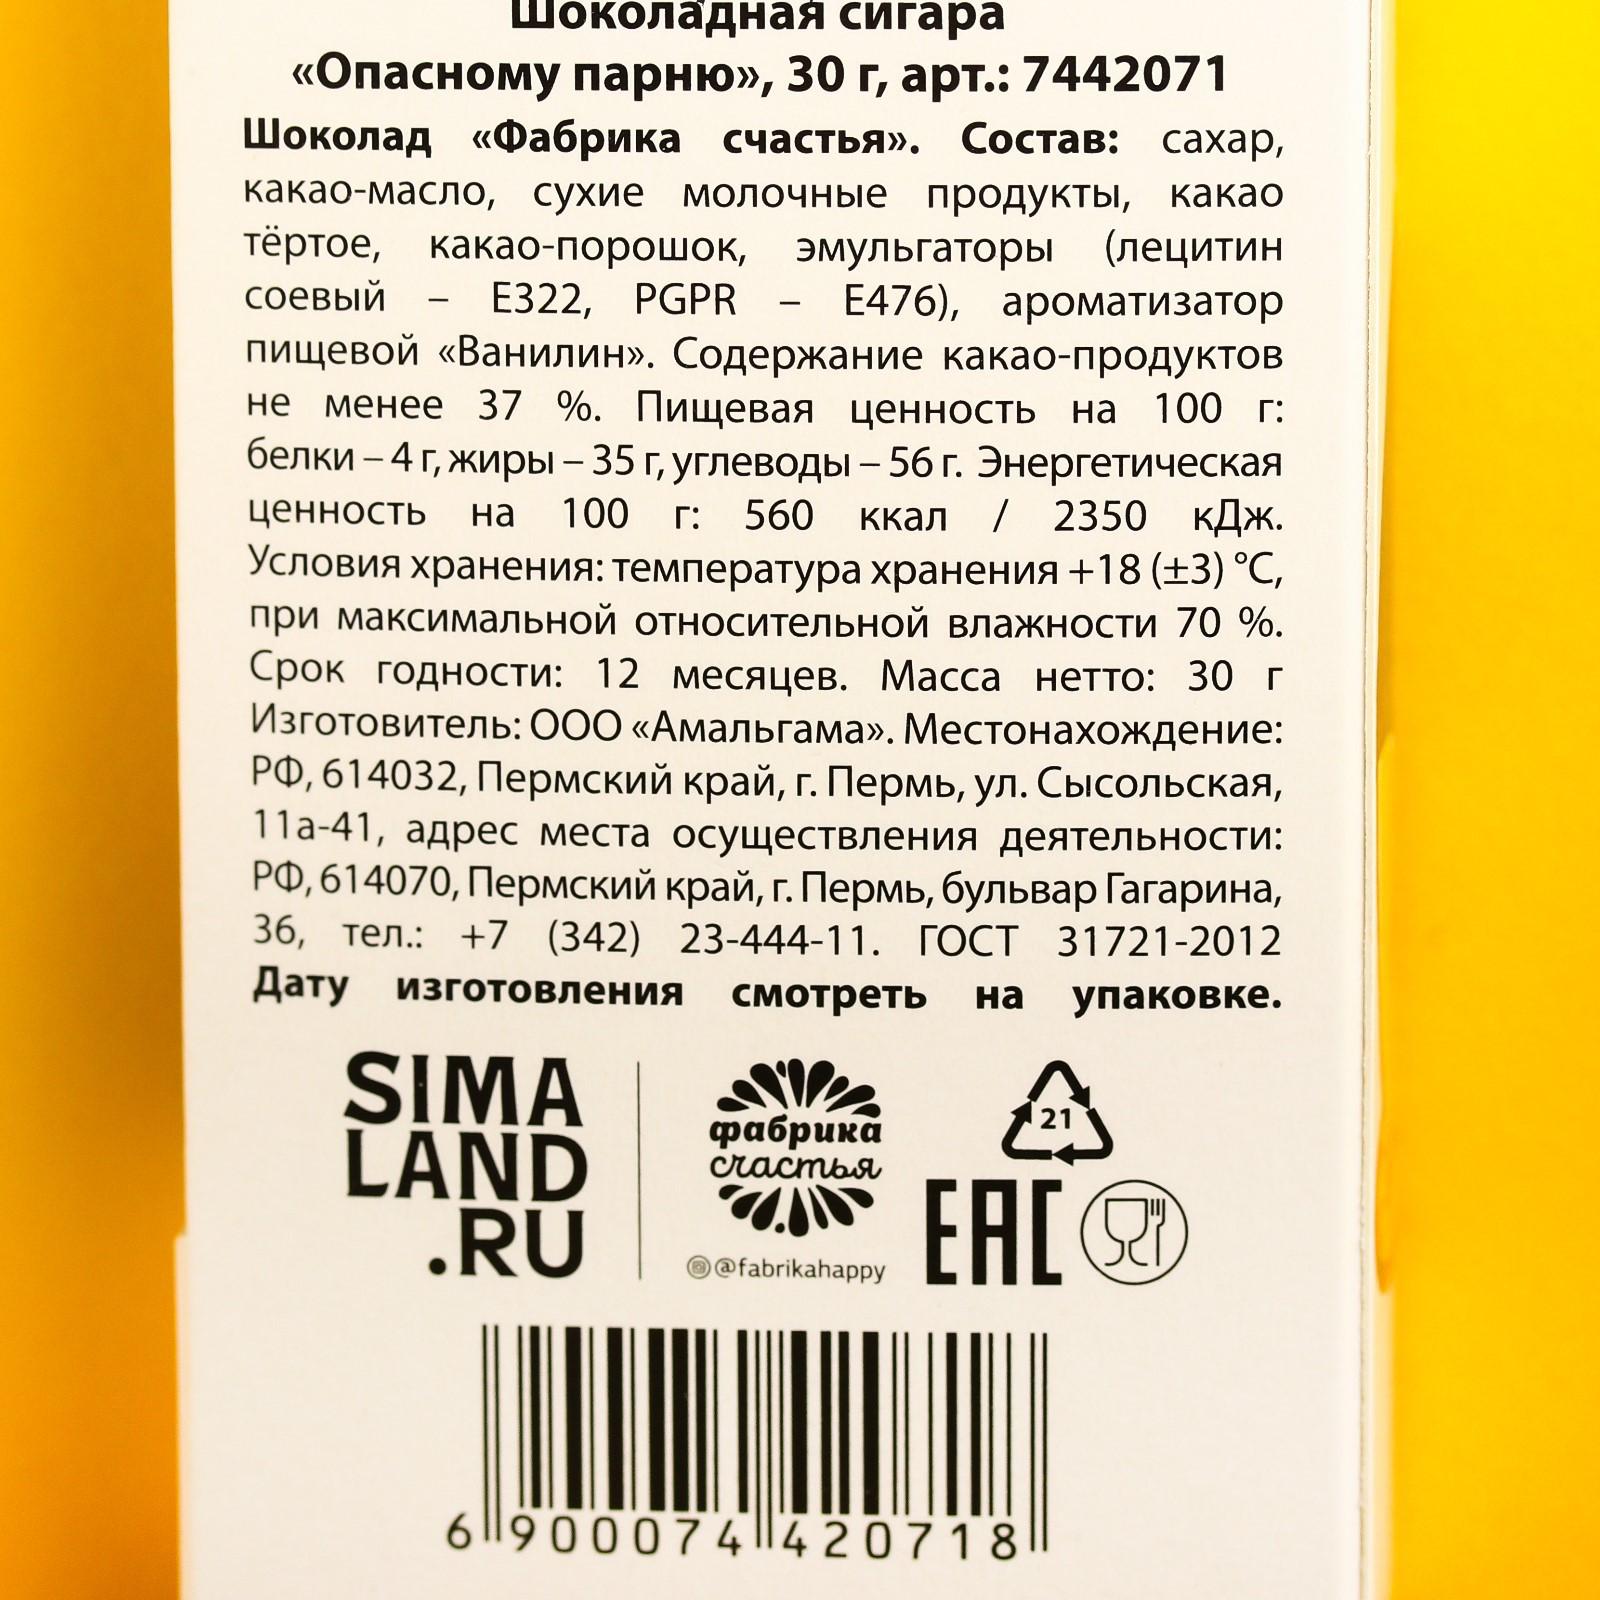 Шоколадная сигара
«Опасному парню», 30 г, арт.: 7442071
Шоколад «Фабрика счастья». Состав: сахар,
какао-масло, сухие молочные продукты, какао
тёртое, какао-порошок, эмульгаторы (лецитин
соевый – Е322, PGPR – Е476), ароматизатор
пищевой «Ванилин». Содержание какао-продуктов
не менее 37 %. Пищевая ценность на 100 г:
белки – 4 г, жиры – 35 г, углеводы – 56 г. Энергетическая
ценность на 100 г: 560 ккал / 2350 кДж.
Условия хранения: температура хранения +18 (±3) °C,
при максимальной относительной влажности 70 %.
Срок годности: 12 месяцев. Масса нетто: 30 г
Изготовитель: ООО «Амальгама». Местонахождение:
РФ, 614032, Пермский край, г. Пермь, ул. Сысольская,
11а-41, адрес места осуществления деятельности:
РФ, 614070, Пермский край, г. Пермь, бульвар Гагарина,
36, тел.: +7 (342) 23-444-11. ГОСТ 31721-2012
Дату изготовления смотреть на упаковке.
SIMA
LAND
.RU
фабрика
счастья
@fabrikahappy
21
EAC
6 900074 420718